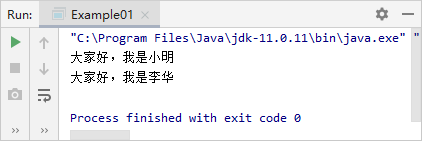 Run: Example01
"C:\Program Files\Java\jdk-11.0.11\bin\java.exe" "
大家好，我是小明
大家好，我是李华
Process finished with exit code 0